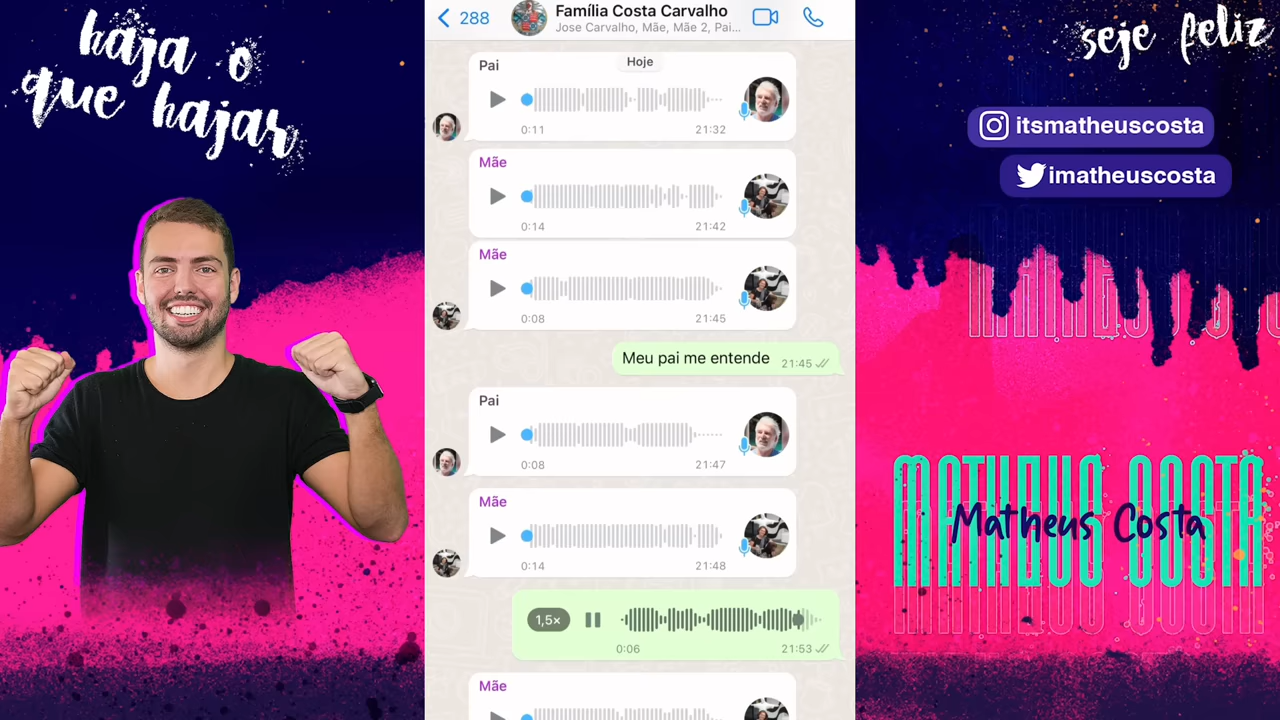 haja o
que hajar
288
Família Costa Carvalho
Jose Carvalho, Mãe, Mãe 2, Pai...
Hoje
Pai
0:11
21:32
Mãe
0:14
21:42
Mãe
0:08
21:45
Meu pai me entende
21:45
Pai
0:08
21:47
Mãe
0:14
21:48
1,5×
0:06
21:53
Mãe
seje feliz
itsmatheuscosta
imatheuscosta
MATHEUS COSTA
Matheus Costa